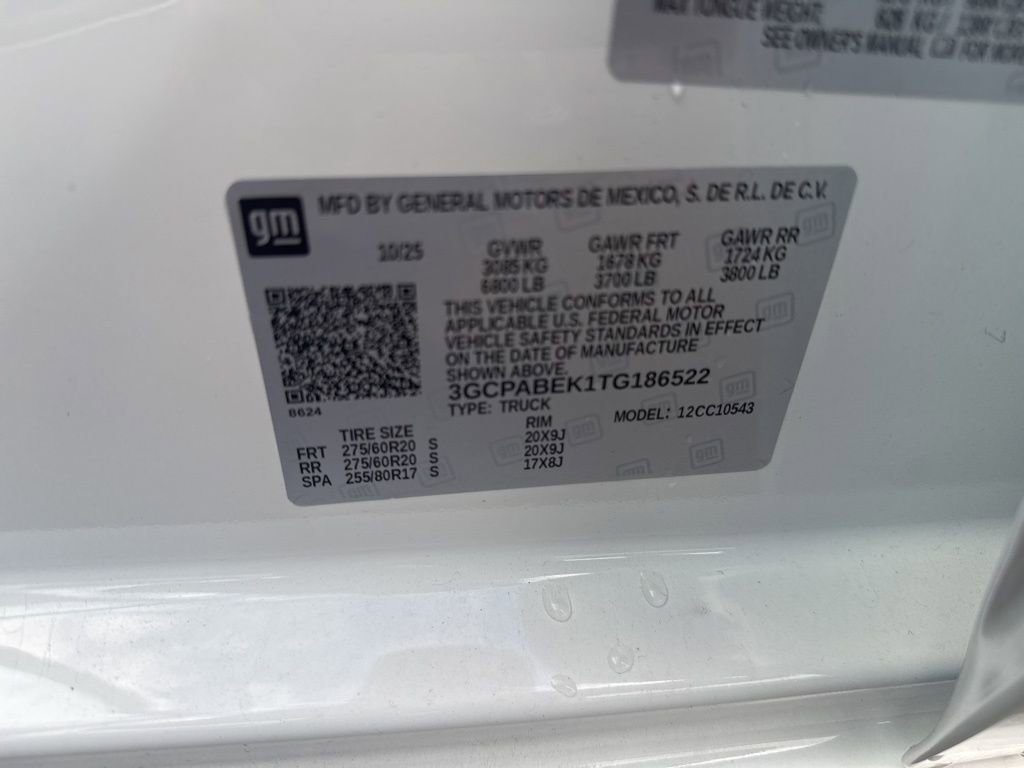 MAX TONGUE WEIGHT:
SEE OWNER'S MANUAL FOR MORE
gm
MFD BY GENERAL MOTORS DE MEXICO, S. DE R.L. DE C.V.
10/25 GVWR GAWR FRT GAWR RR
3085 KG 1678 KG 1724 KG
6800 LB 3700 LB 3800 LB
THIS VEHICLE CONFORMS TO ALL
APPLICABLE U.S. FEDERAL MOTOR
VEHICLE SAFETY STANDARDS IN EFFECT
ON THE DATE OF MANUFACTURE
SHOWN ABOVE.
3GCPABEK1TG186522
8624
TYPE: TRUCK MODEL: 12CC10543
TIRE SIZE RIM
FRT 275/60R20 S 20X9J
RR 275/60R20 S 20X9J
SPA 255/80R17 S 17X8J